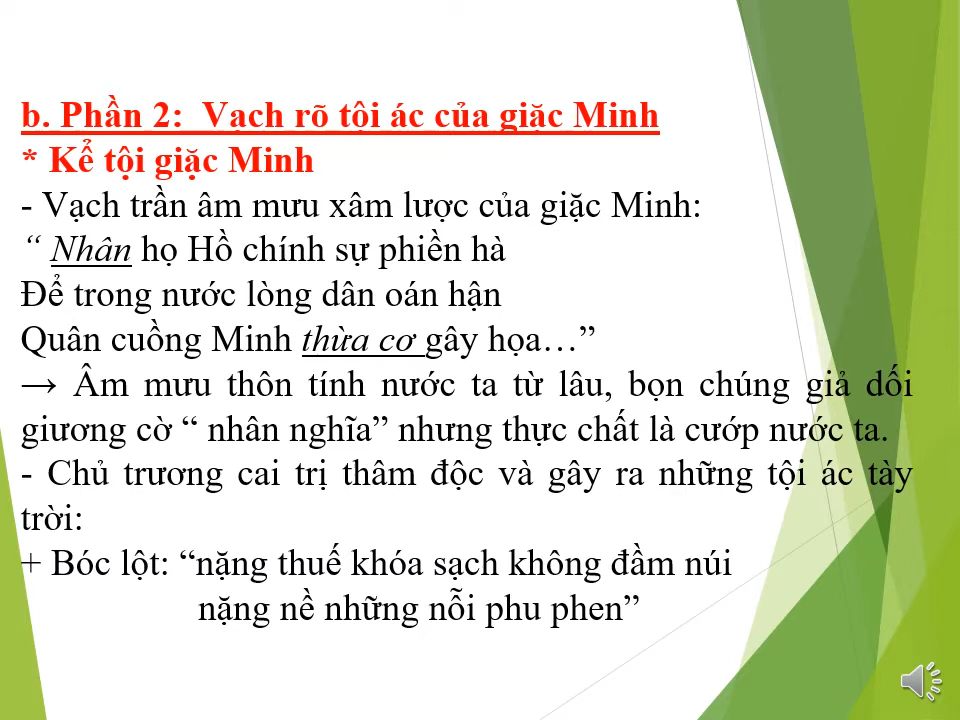 b. Phần 2:  Vạch rõ tội ác của giặc Minh
* Kể tội giặc Minh
- Vạch trần âm mưu xâm lược của giặc Minh:
“ Nhân họ Hồ chính sự phiền hà
Để trong nước lòng dân oán hận
Quân cuồng Minh thừa cơ gây họa…”
→ Âm mưu thôn tính nước ta từ lâu, bọn chúng giả dối
giương cờ “ nhân nghĩa” nhưng thực chất là cướp nước ta.
- Chủ trương cai trị thâm độc và gây ra những tội ác tày
trời:
+ Bóc lột: “nặng thuế khóa sạch không đầm núi
nặng nề những nỗi phu phen”